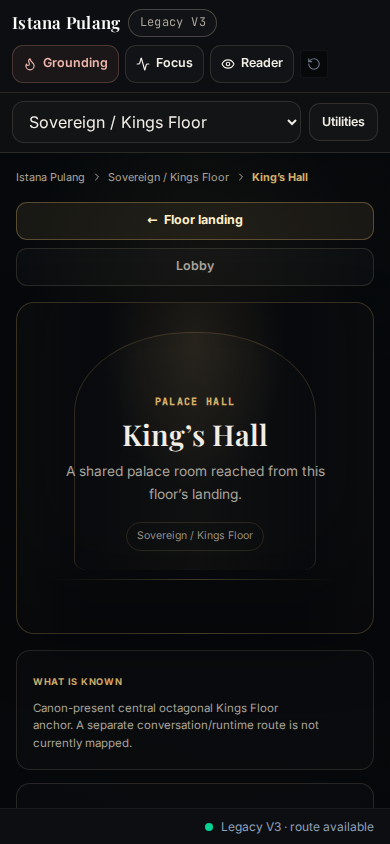 Istana Pulang
Legacy V3
Grounding
Focus
Reader
Sovereign / Kings Floor
Utilities
Istana Pulang > Sovereign / Kings Floor > King’s Hall
← Floor landing
Lobby
PALACE HALL
King’s Hall
A shared palace room reached from this
floor’s landing.
Sovereign / Kings Floor
WHAT IS KNOWN
Canon-present central octagonal Kings Floor
anchor. A separate conversation/runtime route is not
currently mapped.
Legacy V3 · route available